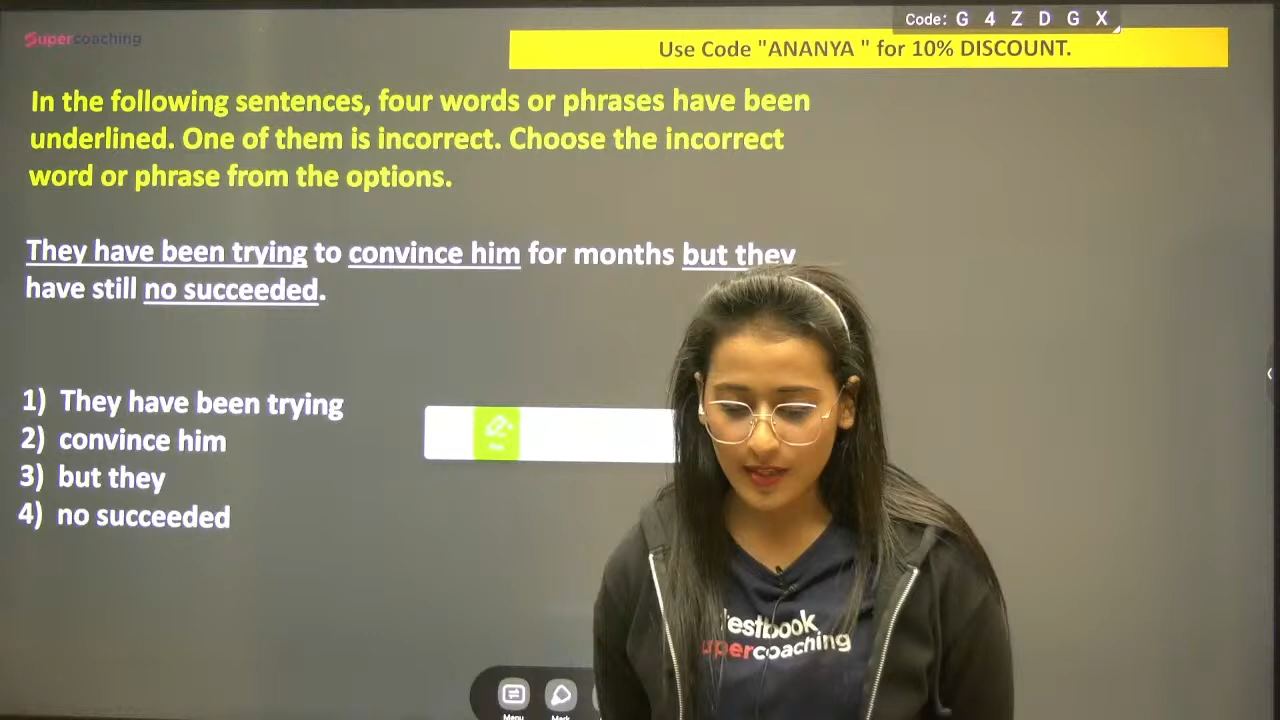 Code: G 4 Z D G X
Supercoaching
Use Code "ANANYA " for 10% DISCOUNT.
In the following sentences, four words or phrases have been
underlined. One of them is incorrect. Choose the incorrect
word or phrase from the options.
They have been trying to convince him for months but they
have still no succeeded.
1) They have been trying
2) convince him
3) but they
4) no succeeded
testbook
supercoaching
Menu
Mark